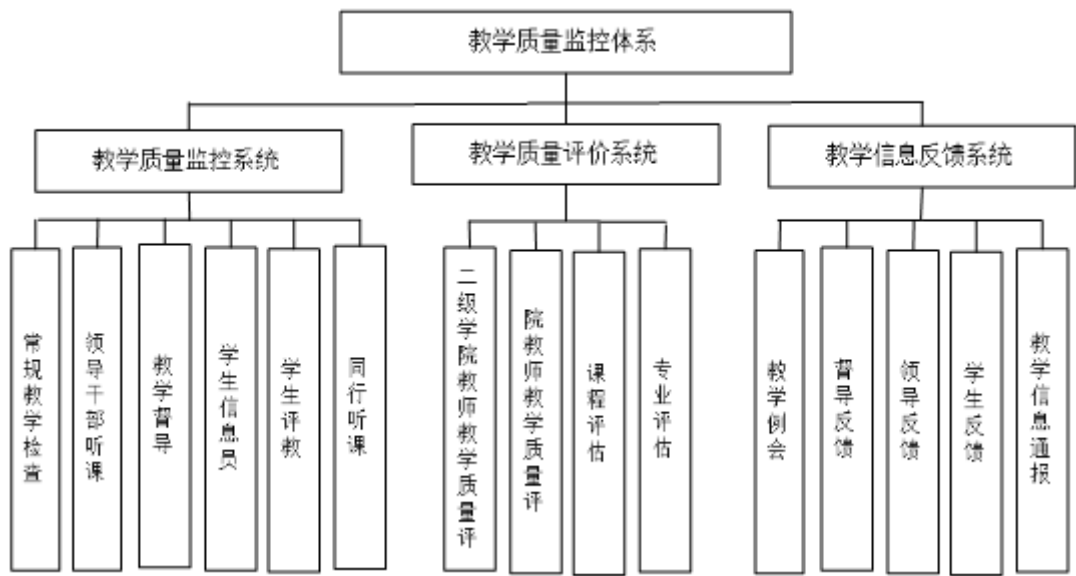 教学质量监控体系
教学质量监控系统
教学质量评价系统
教学信息反馈系统
常规教学检查
领导干部听课
教学督导
学生信息员
学生评教
同行听课
二级学院教师教学质量评
院教师教学质量评
课程评估
专业评估
教学例会
督导反馈
领导反馈
学生反馈
教学信息通报